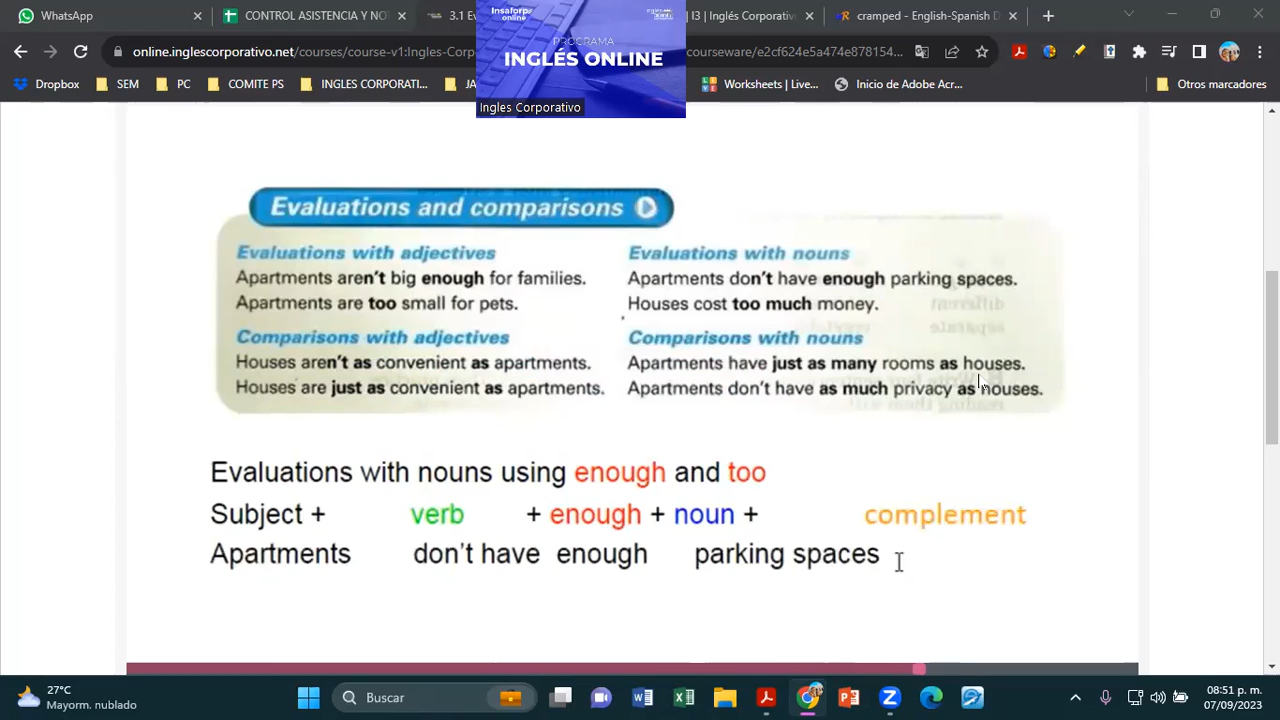 WhatsApp
CONTROL ASISTENCIA Y NO
3.1 Ev
I3 | Inglés Corporativ
cramped - English-Spanish D
online.inglescorporativo.net
/course-v1:Ingles-Corp
courseware/e2cf624e5a474e878154...
Dropbox
SEM
PC
COMITE PS
INGLES CORPORATIVO
JA
Worksheets | Live...
Inicio de Adobe Acr...
Otros marcadores
Insaforp
online
PROGRAMA
INGLÉS ONLINE
Ingles Corporativo
Evaluations and comparisons
Evaluations with adjectives
Apartments aren't big enough for families.
Apartments are too small for pets.
Comparisons with adjectives
Houses aren't as convenient as apartments.
Houses are just as convenient as apartments.
Evaluations with nouns
Apartments don't have enough parking spaces.
Houses cost too much money.
Comparisons with nouns
Apartments have just as many rooms as houses.
Apartments don't have as much privacy as houses.
Evaluations with nouns using enough and too
Subject + verb + enough + noun + complement
Apartments don't have enough parking spaces
27°C
Mayorm. nublado
Buscar
08:51 p. m.
07/09/2023